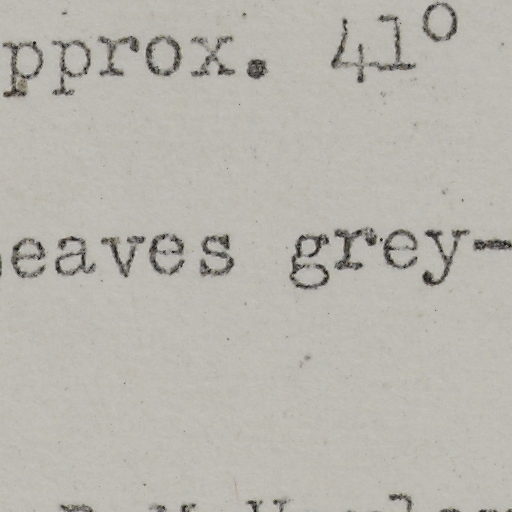 pprox. 41°
eaves grey-